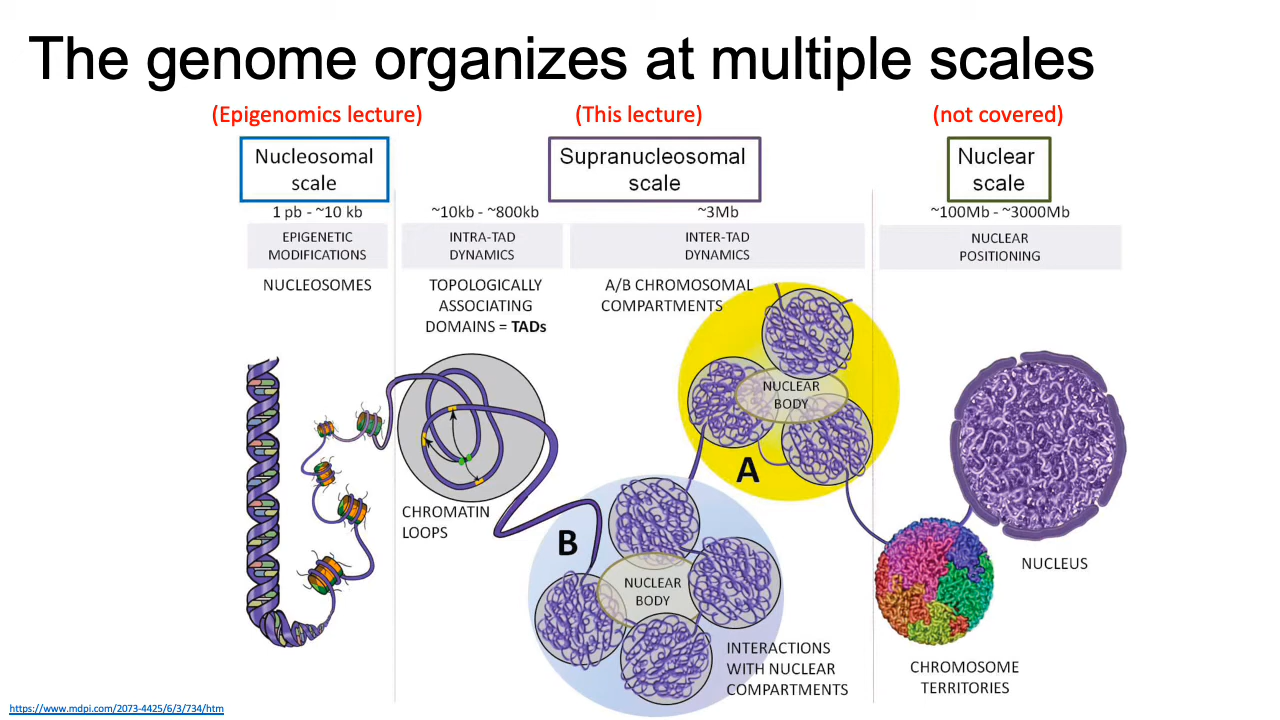 The genome organizes at multiple scales
(Epigenomics lecture)
(This lecture)
(not covered)
Nucleosomal
scale
Supranucleosomal
scale
Nuclear
scale
1 pb - ~10 kb
~10kb - ~800kb
~3Mb
~100Mb - ~3000Mb
EPIGENETIC
MODIFICATIONS
INTRA-TAD
DYNAMICS
INTER-TAD
DYNAMICS
NUCLEAR
POSITIONING
NUCLEOSOMES
TOPOLOGICALLY
ASSOCIATING
DOMAINS = TADs
A/B CHROMOSOMAL
COMPARTMENTS
NUCLEAR
BODY
A
CHROMATIN
LOOPS
B
NUCLEAR
BODY
NUCLEUS
INTERACTIONS
WITH NUCLEAR
COMPARTMENTS
CHROMOSOME
TERRITORIES
https://www.mdpi.com/2073-4425/6/3/734/htm